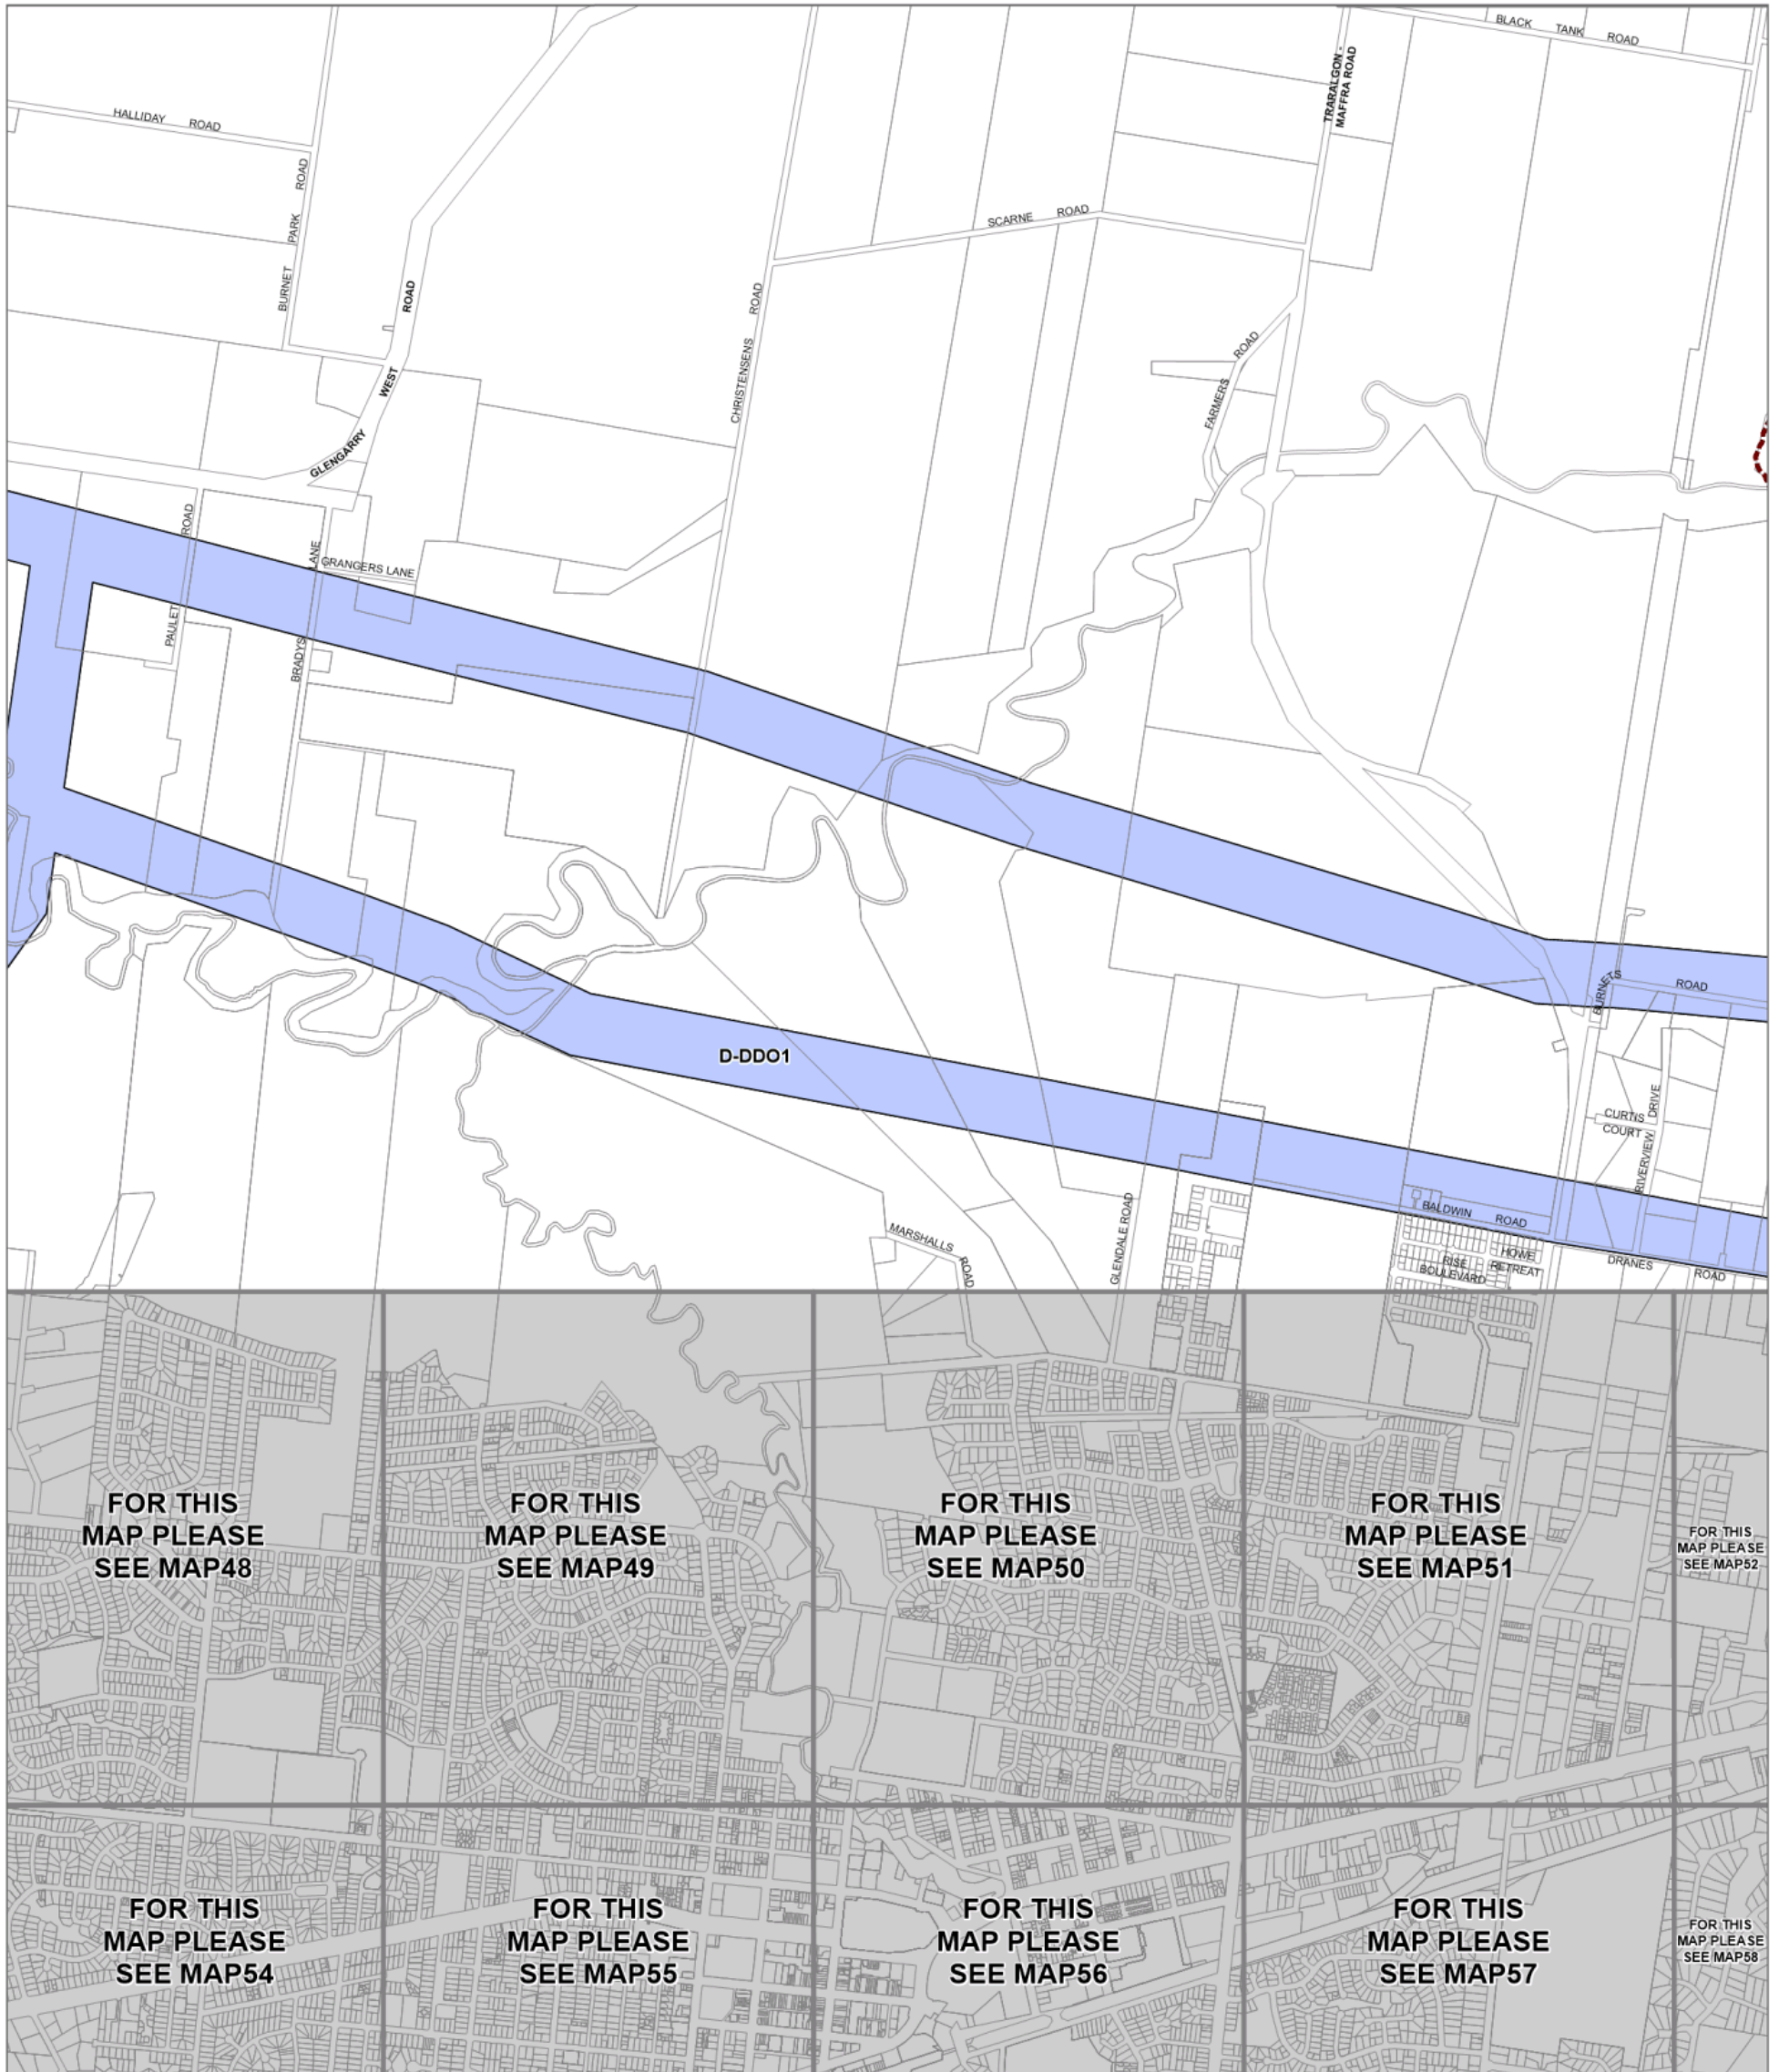 BLACK TANK ROAD
TRARALGON -
MAFFRA ROAD
HALLIDAY ROAD
BURNET PARK ROAD
SCARNE ROAD
GLENGARRY WEST ROAD
CHRISTENSENS ROAD
FARMERS ROAD
PAULET ROAD
BRADYS LANE
GRANGERS LANE
BURNETS ROAD
D-DDO1
CURTIS
COURT
RIVERVIEW DRIVE
GLENDALE ROAD
MARSHALLS ROAD
BALDWIN ROAD
HOWE
RETREAT
RISE
BOULEVARD
DRANES ROAD
FOR THIS
MAP PLEASE
SEE MAP48
FOR THIS
MAP PLEASE
SEE MAP49
FOR THIS
MAP PLEASE
SEE MAP50
FOR THIS
MAP PLEASE
SEE MAP51
FOR THIS
MAP PLEASE
SEE MAP52
FOR THIS
MAP PLEASE
SEE MAP54
FOR THIS
MAP PLEASE
SEE MAP55
FOR THIS
MAP PLEASE
SEE MAP56
FOR THIS
MAP PLEASE
SEE MAP57
FOR THIS
MAP PLEASE
SEE MAP58